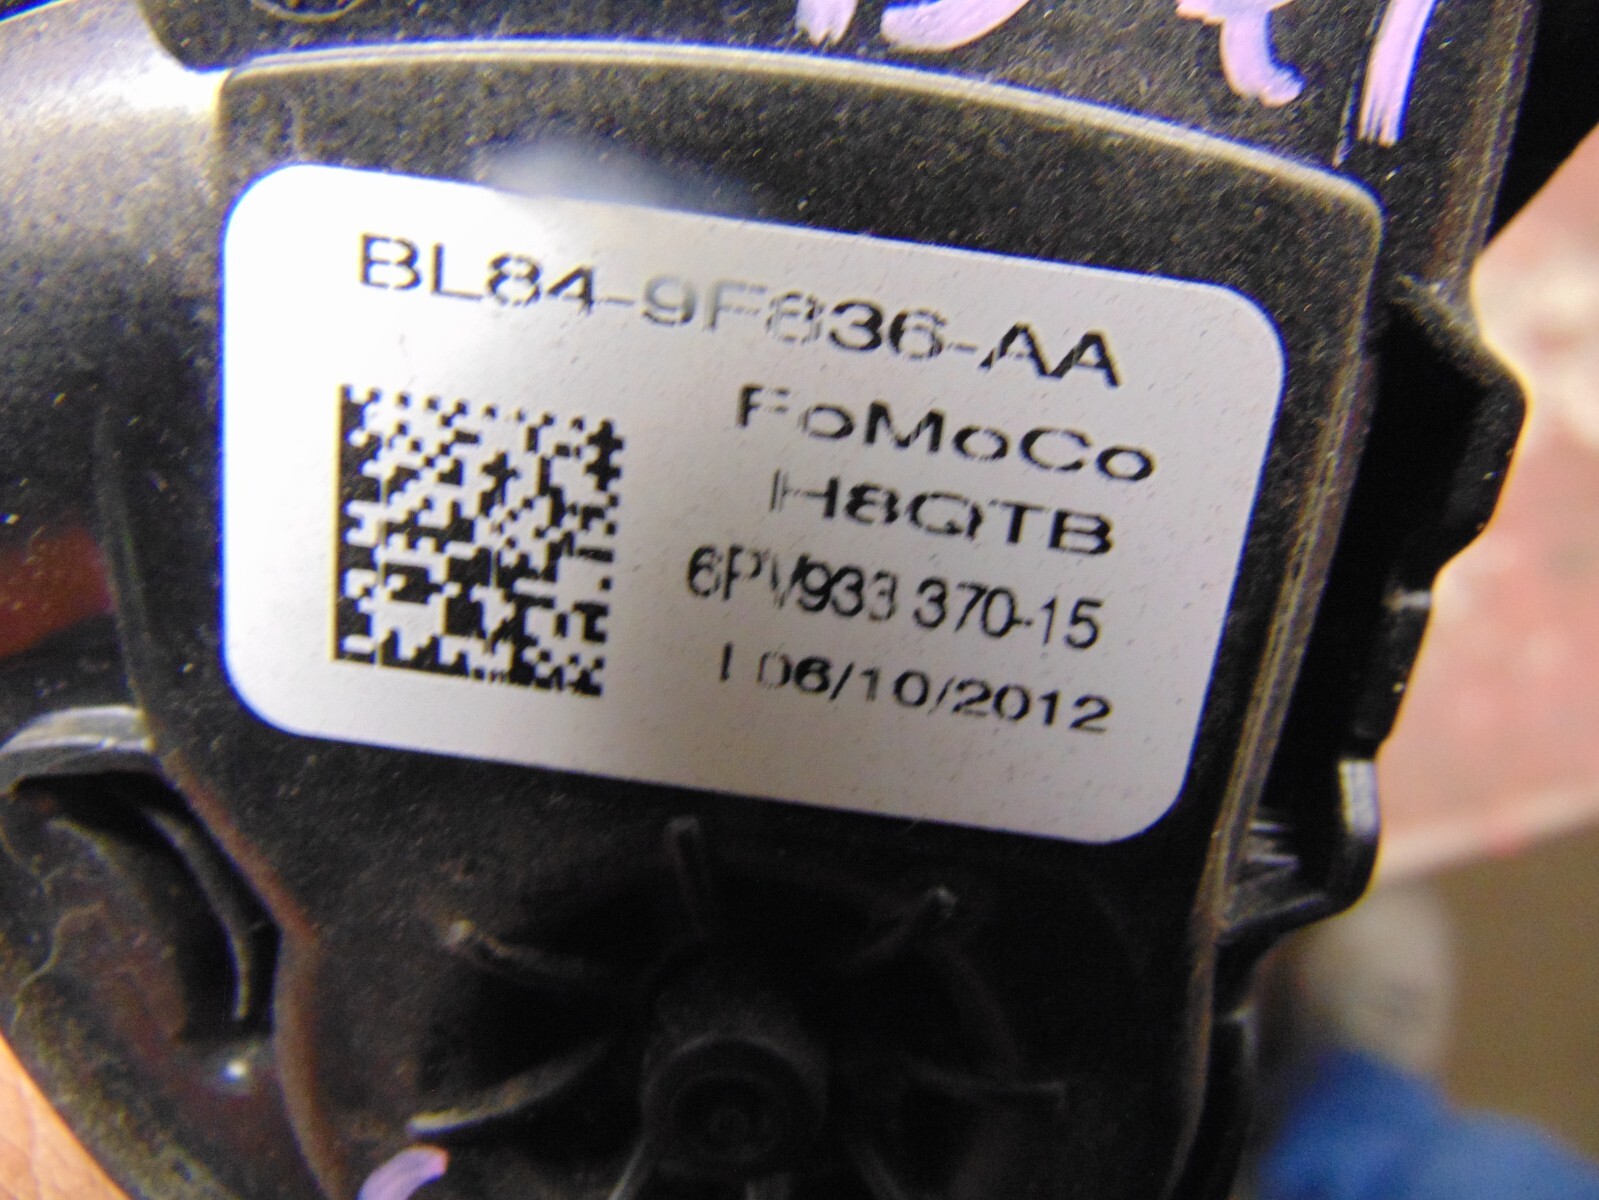 BL84-9F836-AA
FoMoCo
H8QTB
6PV933 370-15
I 06/10/2012